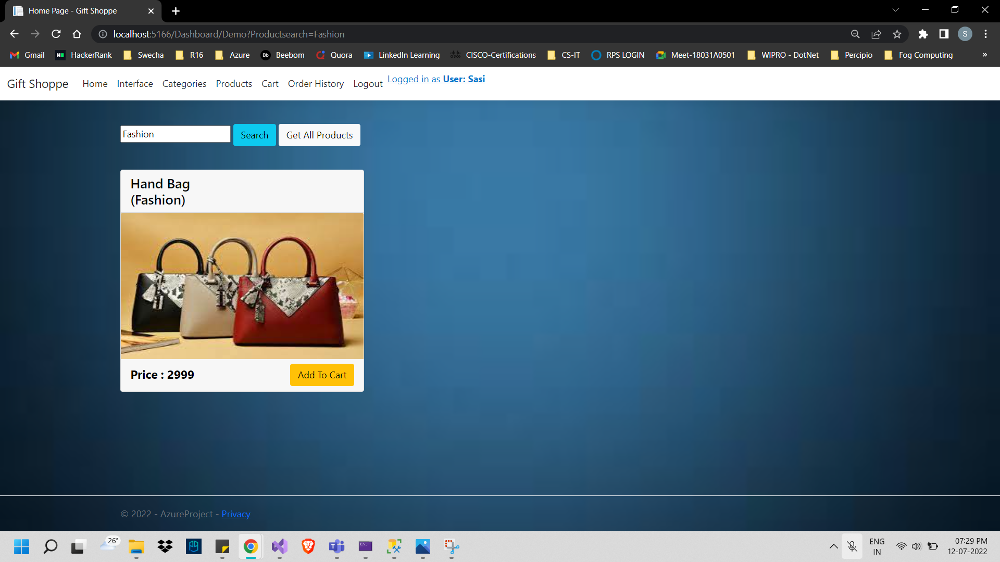 Home Page - Gift Shoppe
localhost:5166/Dashboard/Demo?Productsearch=Fashion
S
Gmail HackerRank Swecha R16 Azure Bb Beebom Quora LinkedIn Learning cisco CISCO-Certifications CS-IT RPS LOGIN Meet-18031A0501 WIPRO - DotNet Percipio Fog Computing »
Gift Shoppe Home Interface Categories Products Cart Order History Logout Logged in as User: Sasi
Fashion Search Get All Products
Hand Bag
(Fashion)
Price : 2999 Add To Cart
© 2022 - AzureProject - Privacy
26°
ENG
IN
07:29 PM
12-07-2022